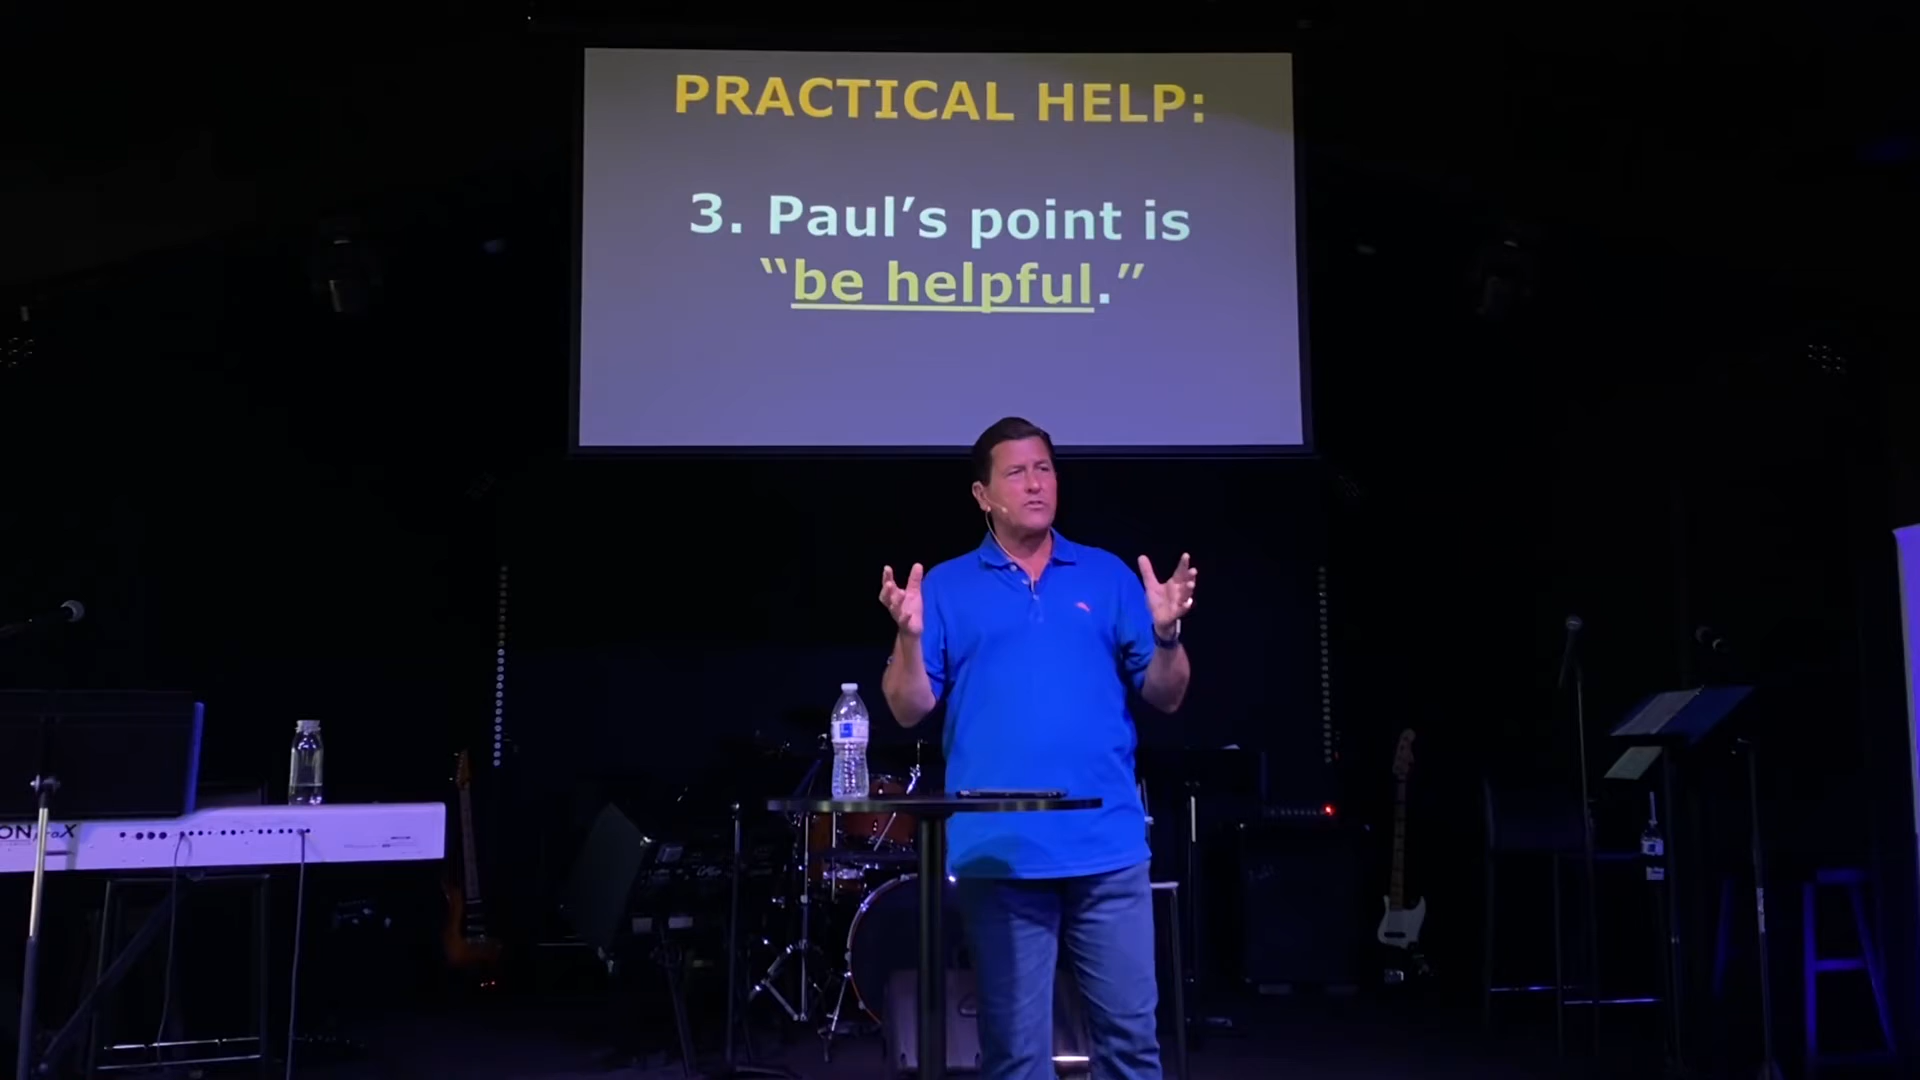 PRACTICAL HELP:
3. Paul’s point is
“be helpful.”